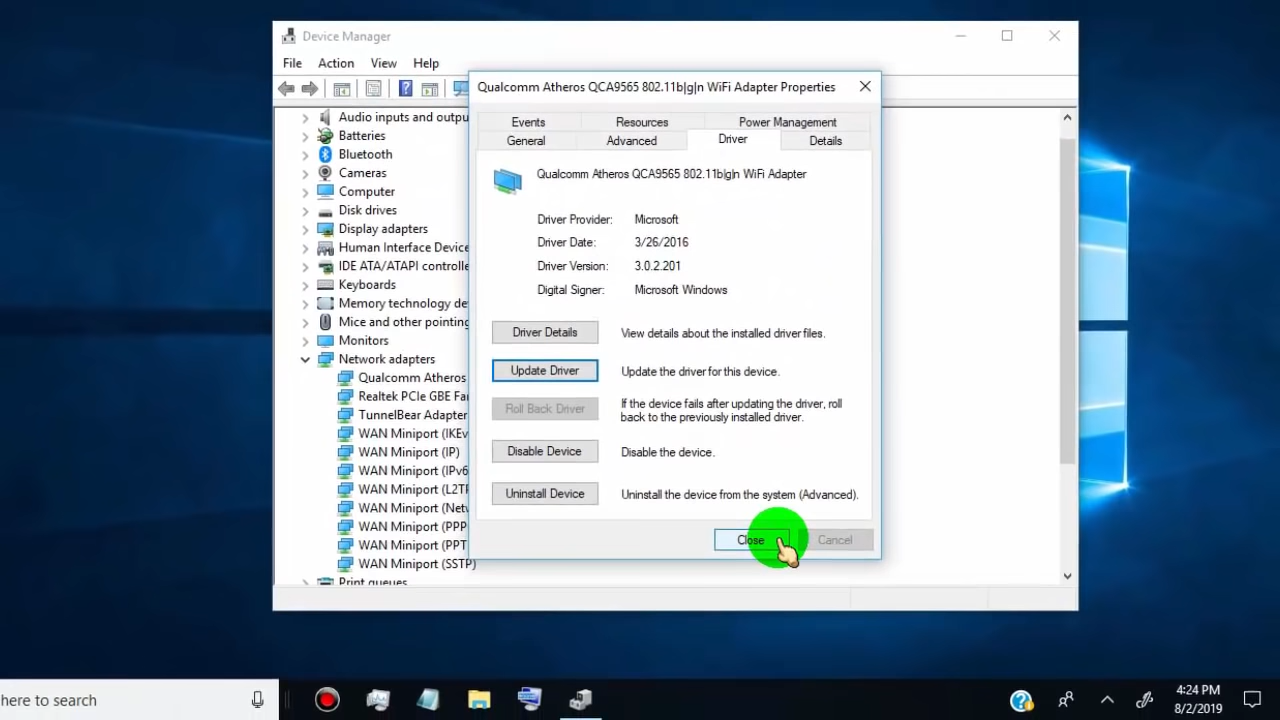 Device Manager
File Action View Help
Audio inputs and outpu
Batteries
Bluetooth
Cameras
Computer
Disk drives
Display adapters
Human Interface Device
IDE ATA/ATAPI controlle
Keyboards
Memory technology de
Mice and other pointing
Monitors
Network adapters
Qualcomm Atheros
Realtek PCIe GBE Fa
TunnelBear Adapter
WAN Miniport (IKEv
WAN Miniport (IP)
WAN Miniport (IPv6
WAN Miniport (L2TP
WAN Miniport (Netw
WAN Miniport (PPP
WAN Miniport (PPT
WAN Miniport (SSTP)
Print queues
Qualcomm Atheros QCA9565 802.11b|g|n WiFi Adapter Properties
Events Resources Power Management
General Advanced Driver Details
Qualcomm Atheros QCA9565 802.11b|g|n WiFi Adapter
Driver Provider: Microsoft
Driver Date: 3/26/2016
Driver Version: 3.0.2.201
Digital Signer: Microsoft Windows
Driver Details View details about the installed driver files.
Update Driver Update the driver for this device.
Roll Back Driver If the device fails after updating the driver, roll
back to the previously installed driver.
Disable Device Disable the device.
Uninstall Device Uninstall the device from the system (Advanced).
Close Cancel
here to search
4:24 PM
8/2/2019